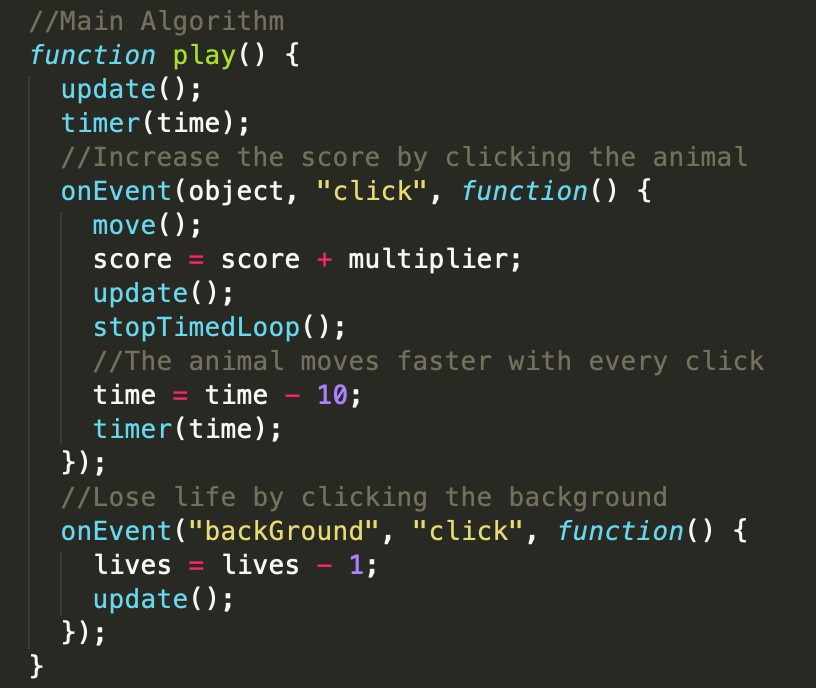 //Main Algorithm
function play() {
  update();
  timer(time);
  //Increase the score by clicking the animal
  onEvent(object, "click", function() {
    move();
    score = score + multiplier;
    update();
    stopTimedLoop();
    //The animal moves faster with every click
    time = time - 10;
    timer(time);
  });
  //Lose life by clicking the background
  onEvent("backGround", "click", function() {
    lives = lives - 1;
    update();
  });
}